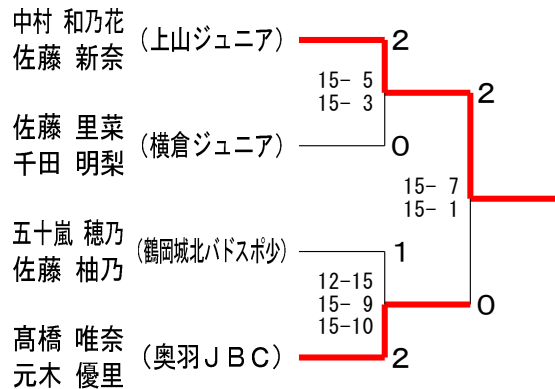 中村 和乃花
佐藤 新奈
(上山ジュニア)
2
15- 5
15- 3
2
佐藤 里菜
千田 明梨
(横倉ジュニア)
0
15- 7
15- 1
五十嵐 穂乃
佐藤 柚乃
(鶴岡城北バドスポ少)
1
12-15
15- 9
15-10
0
髙橋 唯奈
元木 優里
(奥羽JBC)
2